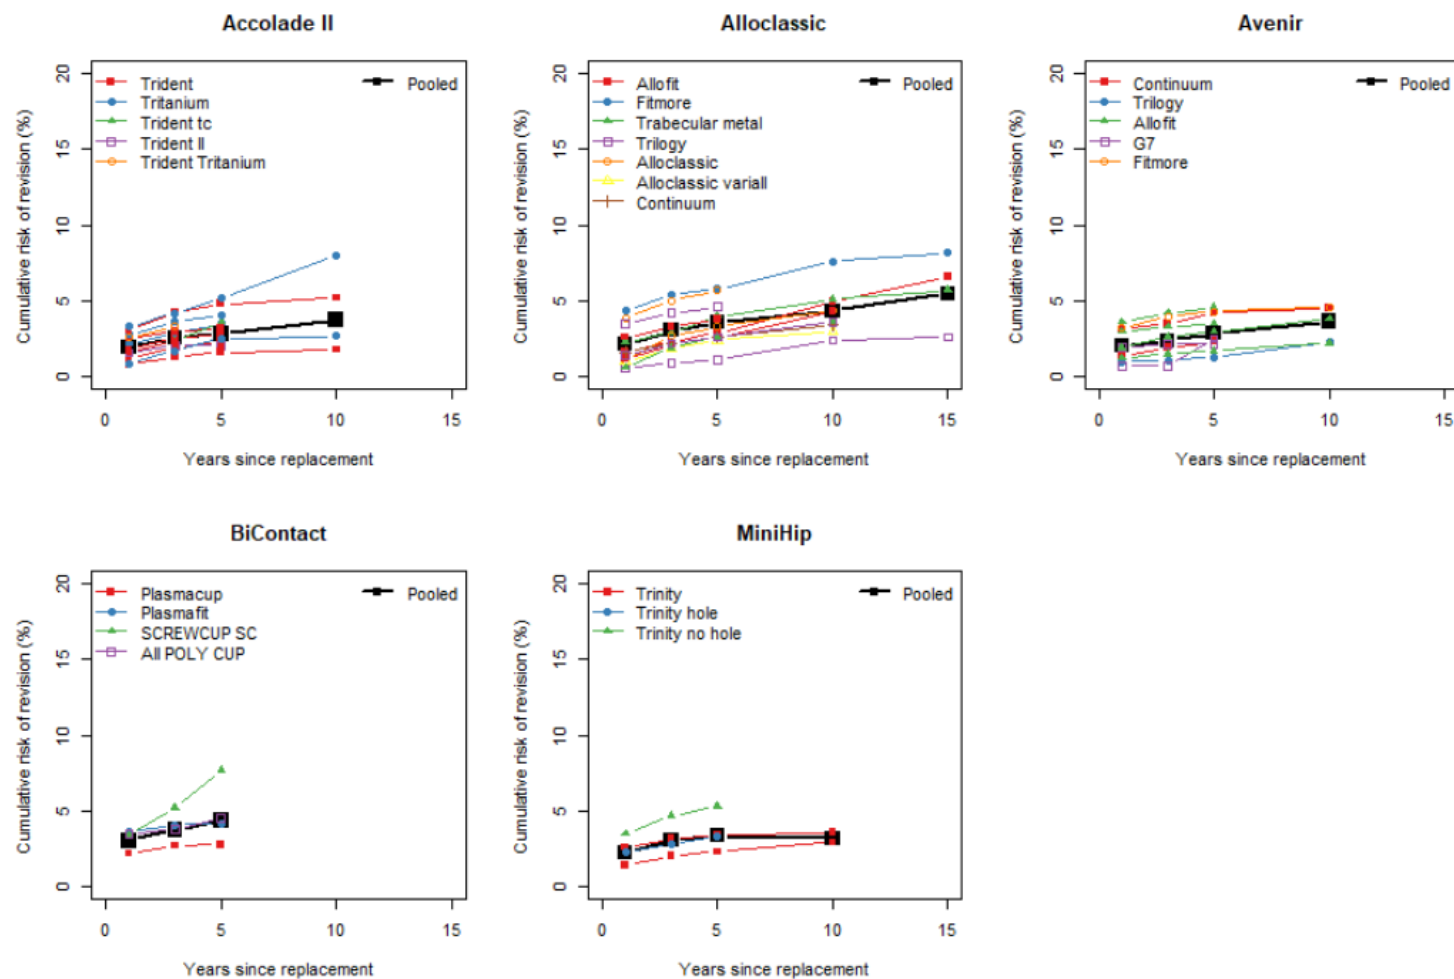 Accolade II
Cumulative risk of revision (%)
20
15
10
5
0
Trident
Tritanium
Trident tc
Trident II
Trident Tritanium
Pooled
0 5 10 15
Years since replacement
Alloclassic
Cumulative risk of revision (%)
20
15
10
5
0
Allofit
Fitmore
Trabecular metal
Trilogy
Alloclassic
Alloclassic variall
Continuum
Pooled
0 5 10 15
Years since replacement
Avenir
Cumulative risk of revision (%)
20
15
10
5
0
Continuum
Trilogy
Allofit
G7
Fitmore
Pooled
0 5 10 15
Years since replacement
BiContact
Cumulative risk of revision (%)
20
15
10
5
0
Plasmacup
Plasmafit
SCREWCUP SC
All POLY CUP
Pooled
0 5 10 15
Years since replacement
MiniHip
Cumulative risk of revision (%)
20
15
10
5
0
Trinity
Trinity hole
Trinity no hole
Pooled
0 5 10 15
Years since replacement